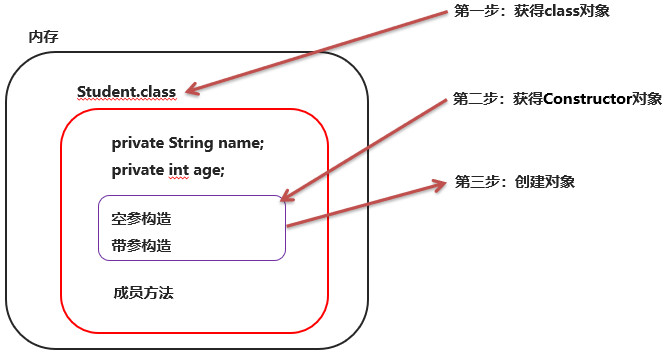 第一步：获得class对象
内存
Student.class
第二步：获得Constructor对象
private String name;
private int age;
第三步：创建对象
空参构造
带参构造
成员方法